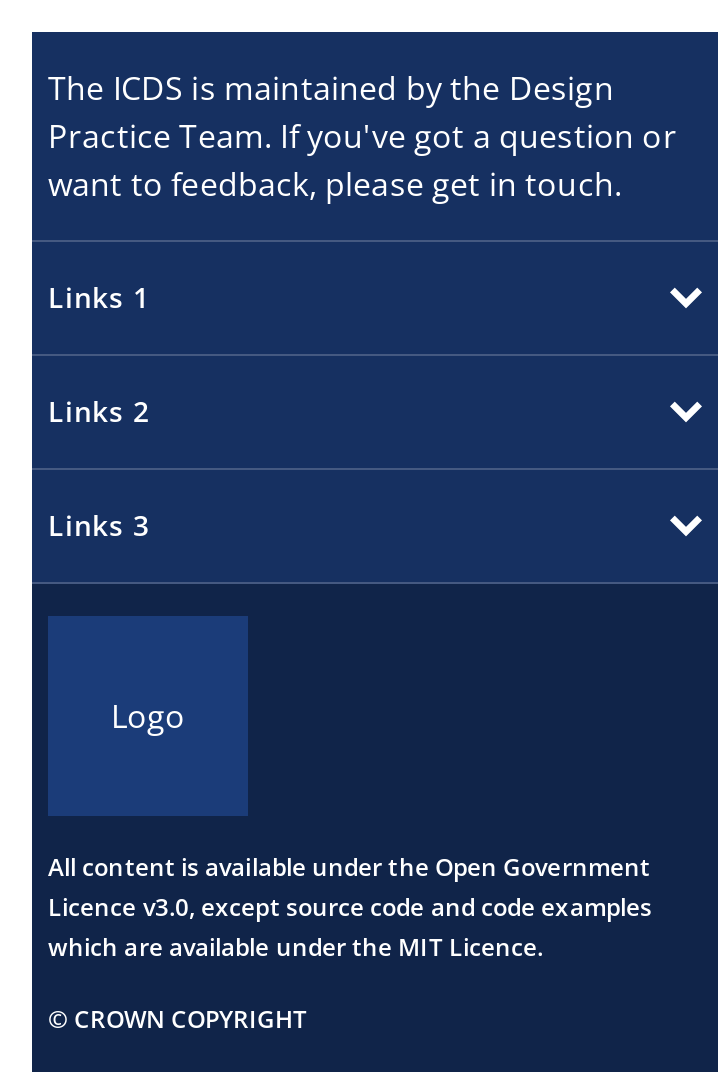 The ICDS is maintained by the Design
Practice Team. If you've got a question or
want to feedback, please get in touch.
Links 1
Links 2
Links 3
Logo
All content is available under the Open Government
Licence v3.0, except source code and code examples
which are available under the MIT Licence.
© CROWN COPYRIGHT